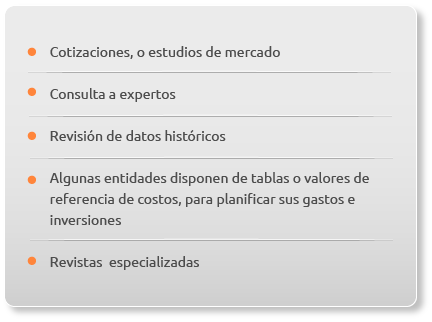 Cotizaciones, o estudios de mercado
Consulta a expertos
Revisión de datos históricos
Algunas entidades disponen de tablas o valores de
referencia de costos, para planificar sus gastos e
inversiones
Revistas especializadas